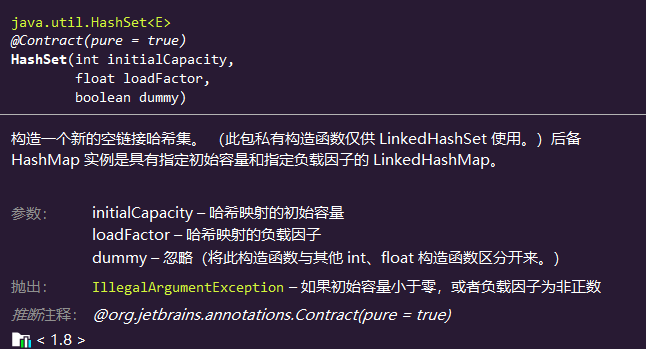 java.util.HashSet<E>
@Contract(pure = true)
HashSet(int initialCapacity,
float loadFactor,
boolean dummy)
构造一个新的空链接哈希集。 （此包私有构造函数仅供 LinkedHashSet 使用。）后备
HashMap 实例是具有指定初始容量和指定负载因子的 LinkedHashMap。
参数： initialCapacity – 哈希映射的初始容量
loadFactor – 哈希映射的负载因子
dummy – 忽略（将此构造函数与其他 int、float 构造函数区分开来。）
抛出： IllegalArgumentException – 如果初始容量小于零，或者负载因子为非正数
推断注释： @org.jetbrains.annotations.Contract(pure = true)
< 1.8 >